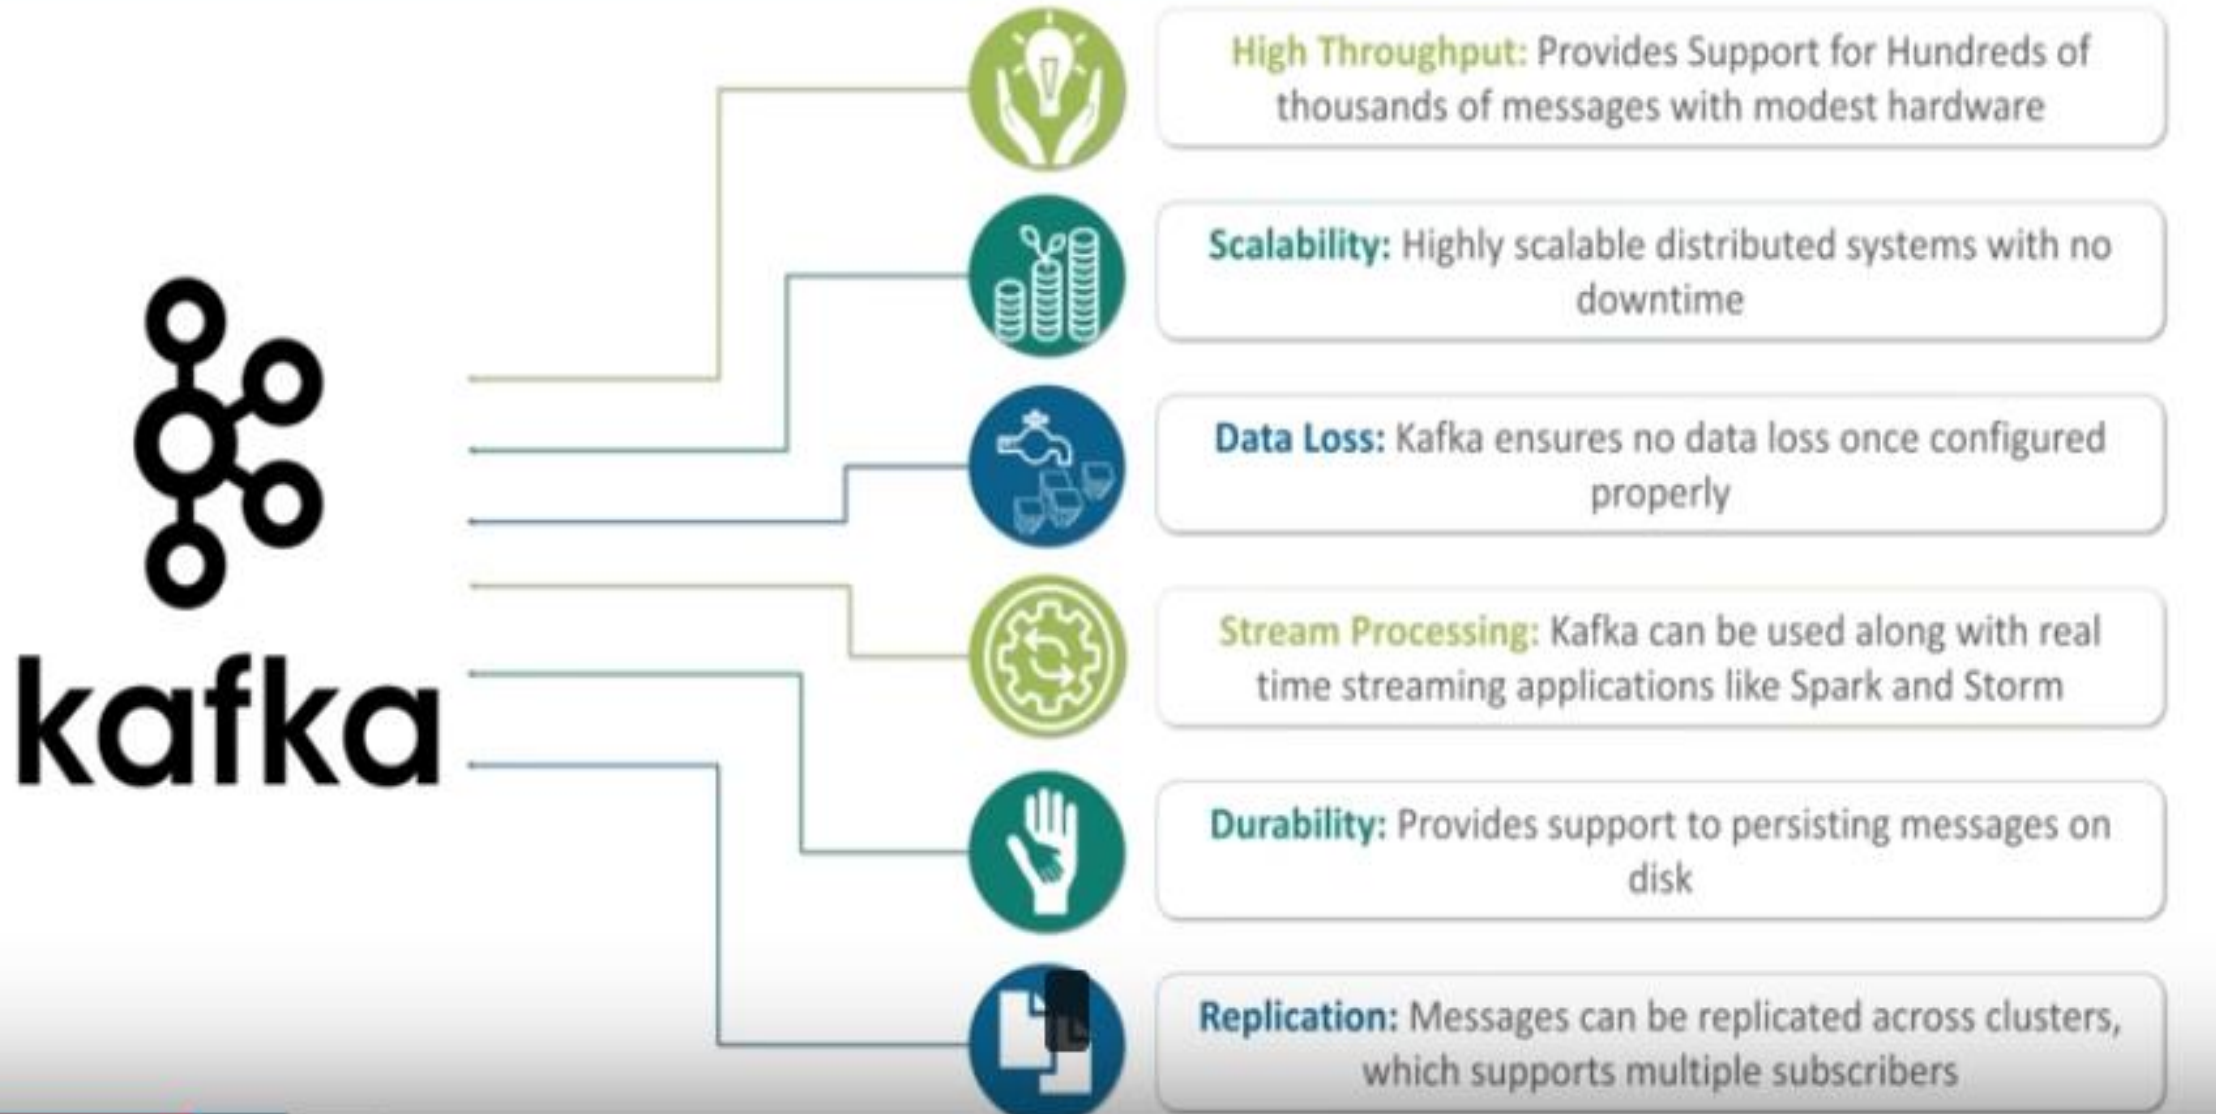 kafka
High Throughput: Provides Support for Hundreds of
thousands of messages with modest hardware
Scalability: Highly scalable distributed systems with no
downtime
Data Loss: Kafka ensures no data loss once configured
properly
Stream Processing: Kafka can be used along with real
time streaming applications like Spark and Storm
Durability: Provides support to persisting messages on
disk
Replication: Messages can be replicated across clusters,
which supports multiple subscribers